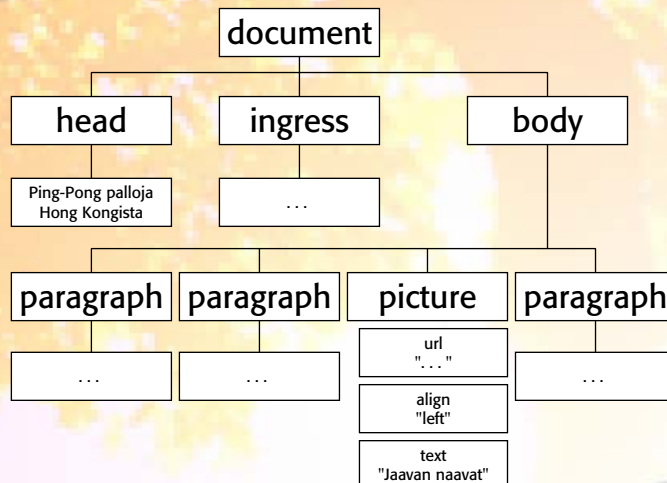 document
head
ingress
body
Ping-Pong palloja
Hong Kongista
...
paragraph
paragraph
picture
paragraph
...
...
url
"..."
...
align
"left"
text
"Jaavan naavat"